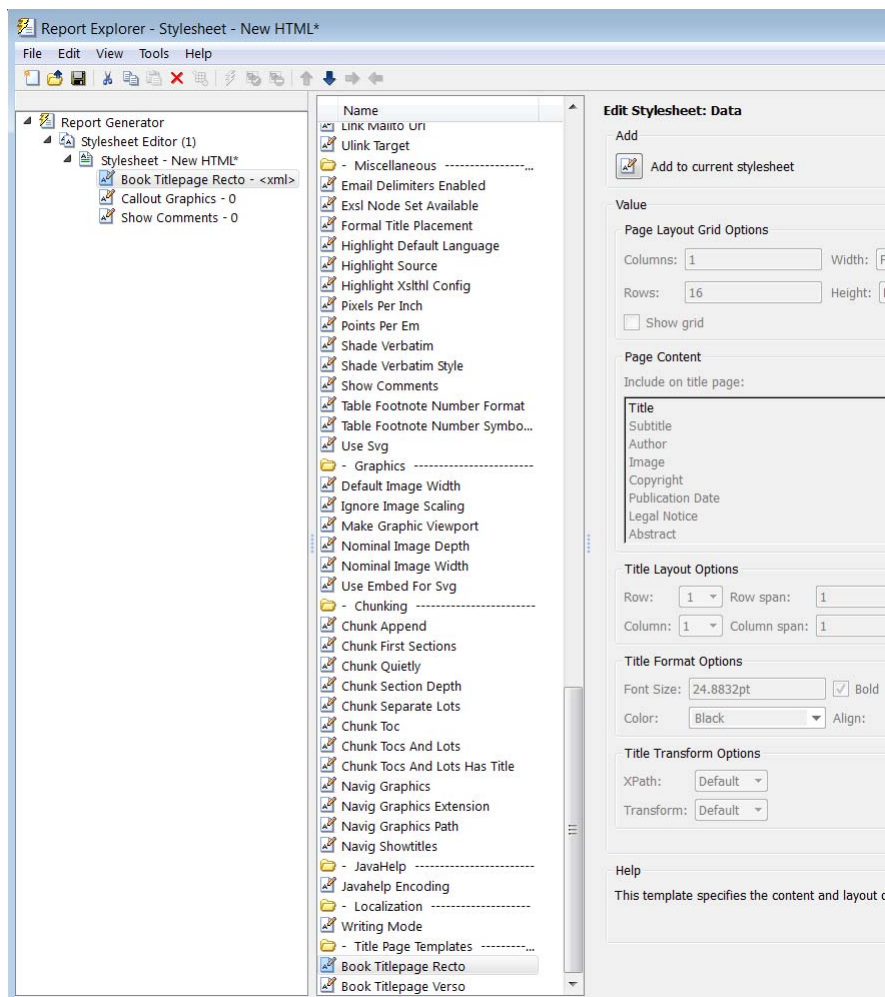 Report Explorer - Stylesheet - New HTML*
File Edit View Tools Help
Report Generator
Stylesheet Editor (1)
Stylesheet - New HTML*
Book Titlepage Recto - <xml>
Callout Graphics - 0
Show Comments - 0
Name
Link Mailto Url
Ulink Target
- Miscellaneous ----------------...
Email Delimiters Enabled
Exsl Node Set Available
Formal Title Placement
Highlight Default Language
Highlight Source
Highlight Xslthl Config
Pixels Per Inch
Points Per Em
Shade Verbatim
Shade Verbatim Style
Show Comments
Table Footnote Number Format
Table Footnote Number Symbo...
Use Svg
- Graphics ------------------------
Default Image Width
Ignore Image Scaling
Make Graphic Viewport
Nominal Image Depth
Nominal Image Width
Use Embed For Svg
- Chunking ------------------------
Chunk Append
Chunk First Sections
Chunk Quietly
Chunk Section Depth
Chunk Separate Lots
Chunk Toc
Chunk Tocs And Lots
Chunk Tocs And Lots Has Title
Navig Graphics
Navig Graphics Extension
Navig Graphics Path
Navig Showtitles
- JavaHelp ------------------------
Javahelp Encoding
- Localization --------------------
Writing Mode
- Title Page Templates ---------...
Book Titlepage Recto
Book Titlepage Verso
Edit Stylesheet: Data
Add
Add to current stylesheet
Value
Page Layout Grid Options
Columns: 1 Width:
Rows: 16 Height:
Show grid
Page Content
Include on title page:
Title
Subtitle
Author
Image
Copyright
Publication Date
Legal Notice
Abstract
Title Layout Options
Row: 1 Row span: 1
Column: 1 Column span: 1
Title Format Options
Font Size: 24.8832pt Bold
Color: Black Align:
Title Transform Options
XPath: Default
Transform: Default
Help
This template specifies the content and layout